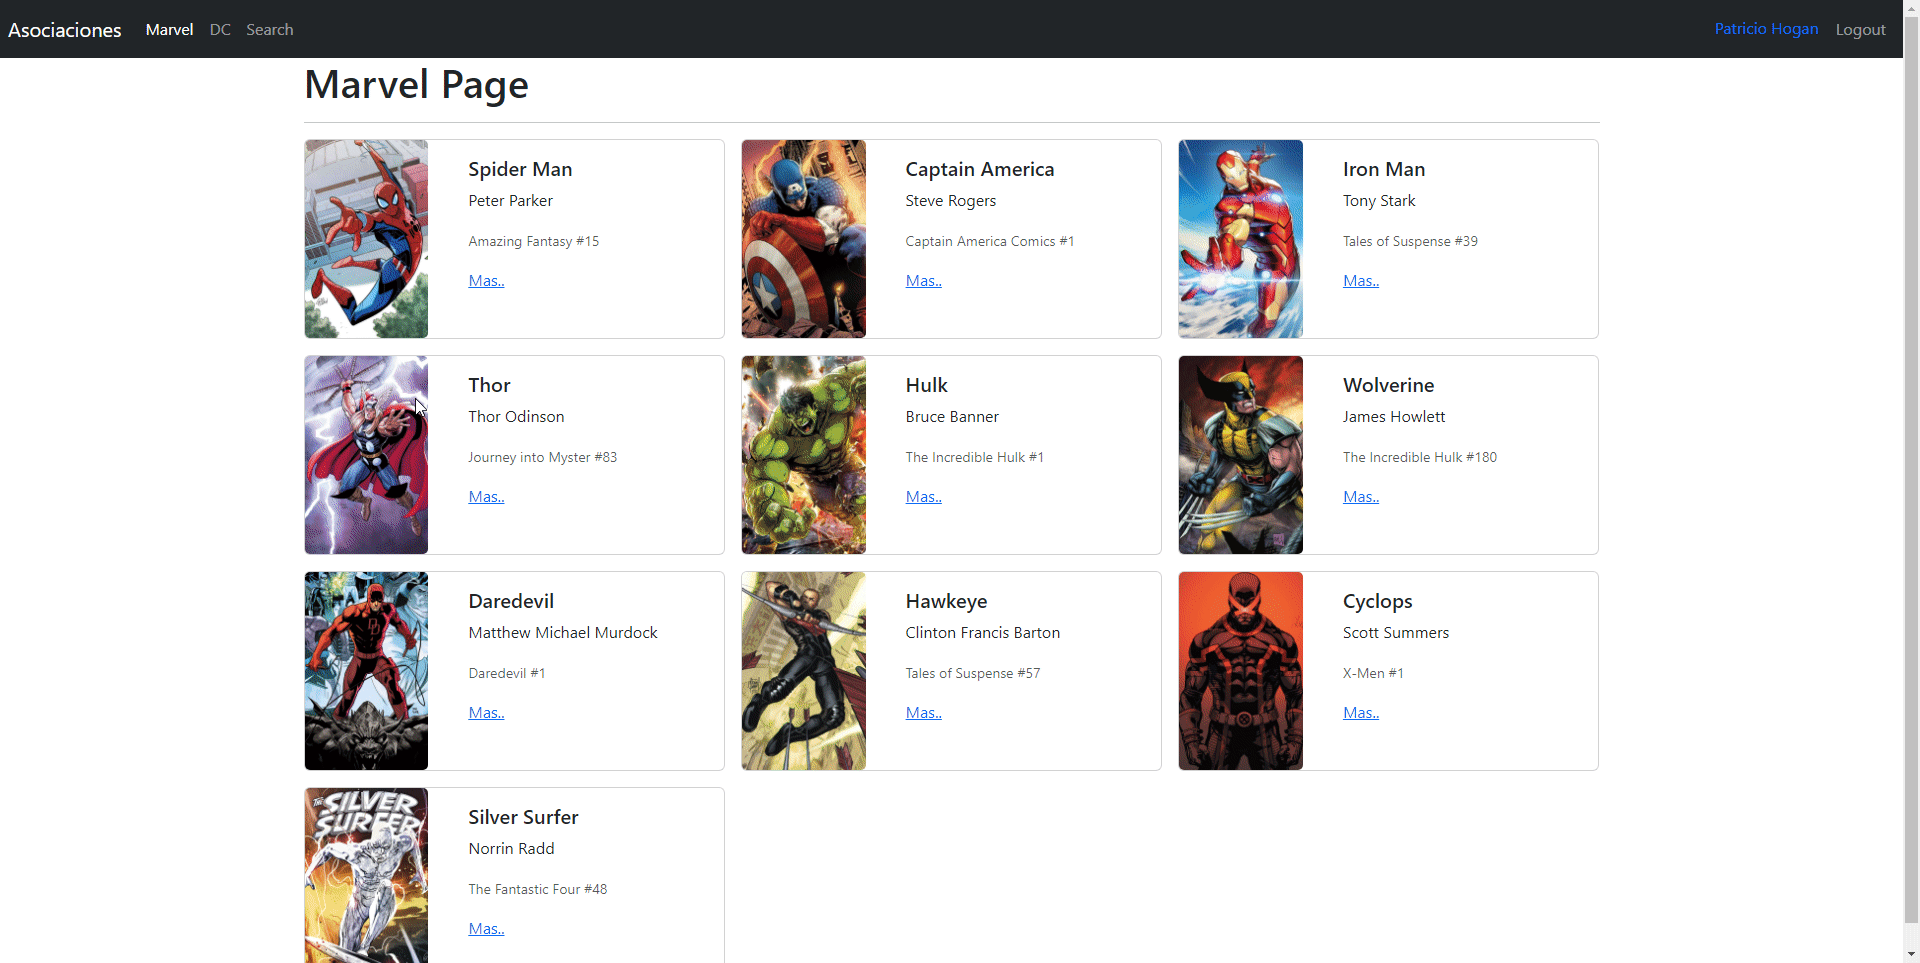 Asociaciones Marvel DC Search Patricio Hogan Logout
Marvel Page
Spider Man
Peter Parker
Amazing Fantasy #15
Mas..
Captain America
Steve Rogers
Captain America Comics #1
Mas..
Iron Man
Tony Stark
Tales of Suspense #39
Mas..
Thor
Thor Odinson
Journey into Myster #83
Mas..
Hulk
Bruce Banner
The Incredible Hulk #1
Mas..
Wolverine
James Howlett
The Incredible Hulk #180
Mas..
Daredevil
Matthew Michael Murdock
Daredevil #1
Mas..
Hawkeye
Clinton Francis Barton
Tales of Suspense #57
Mas..
Cyclops
Scott Summers
X-Men #1
Mas..
THE SILVER
SURFER
Silver Surfer
Norrin Radd
The Fantastic Four #48
Mas..